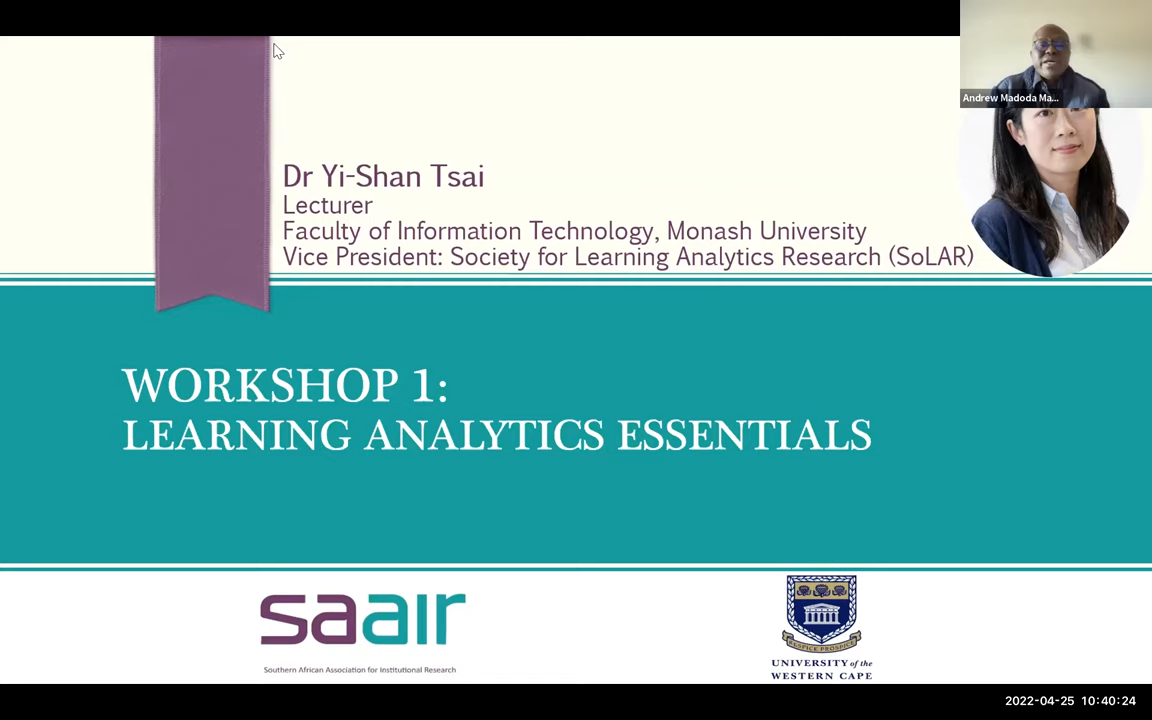 Andrew Madoda Ma...
Dr Yi-Shan Tsai
Lecturer
Faculty of Information Technology, Monash University
Vice President: Society for Learning Analytics Research (SoLAR)
WORKSHOP 1:
LEARNING ANALYTICS ESSENTIALS
saair
Southern African Association for Institutional Research
RESPICE PROSPICE
UNIVERSITY of the
WESTERN CAPE
2022-04-25 10:40:24